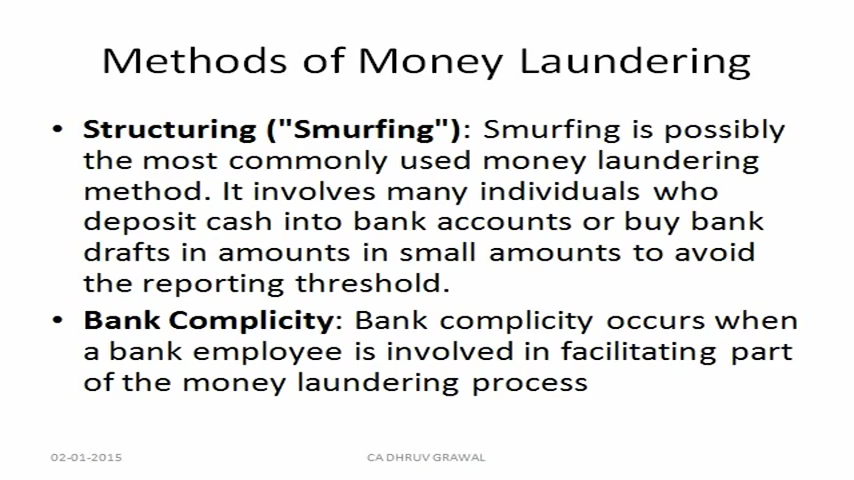 Methods of Money Laundering
• Structuring ("Smurfing"): Smurfing is possibly
the most commonly used money laundering
method. It involves many individuals who
deposit cash into bank accounts or buy bank
drafts in amounts in small amounts to avoid
the reporting threshold.
• Bank Complicity: Bank complicity occurs when
a bank employee is involved in facilitating part
of the money laundering process
02-01-2015 CA DHRUV GRAWAL